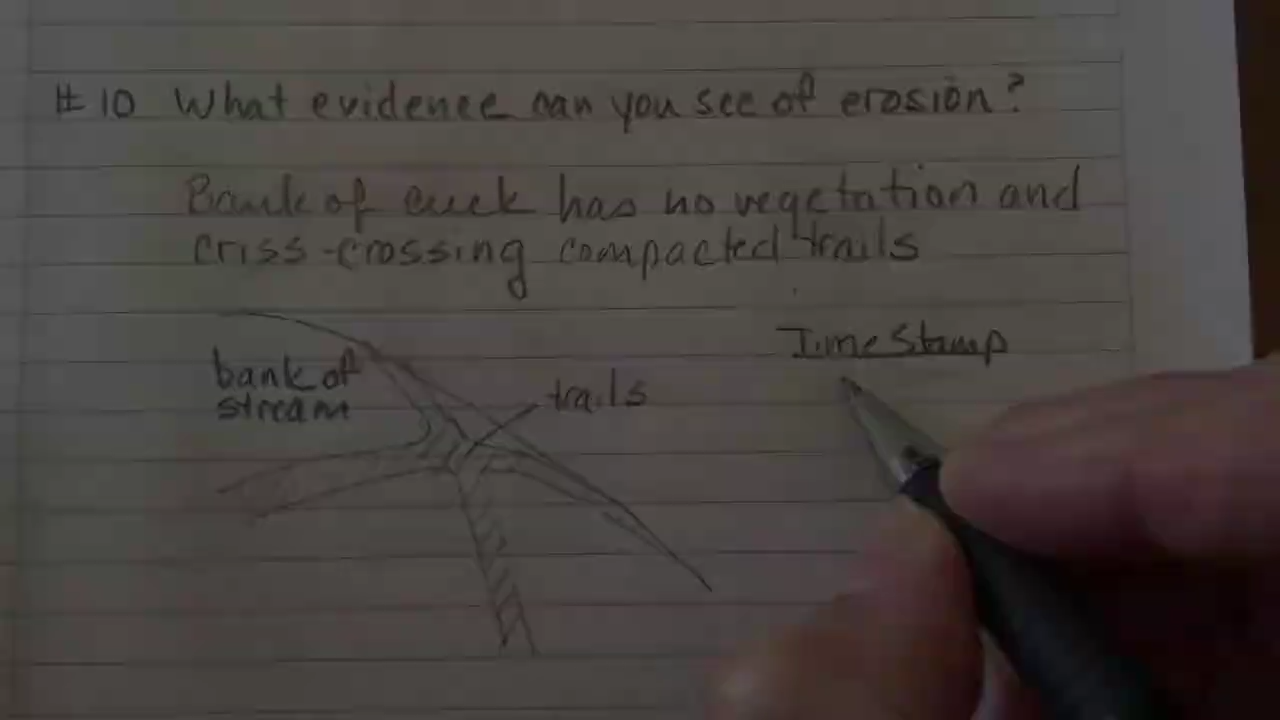 #10 What evidence can you see of erosion?
Bank of creek has no vegetation and
criss-crossing compacted trails
Time Stamp
bank of
stream
trails